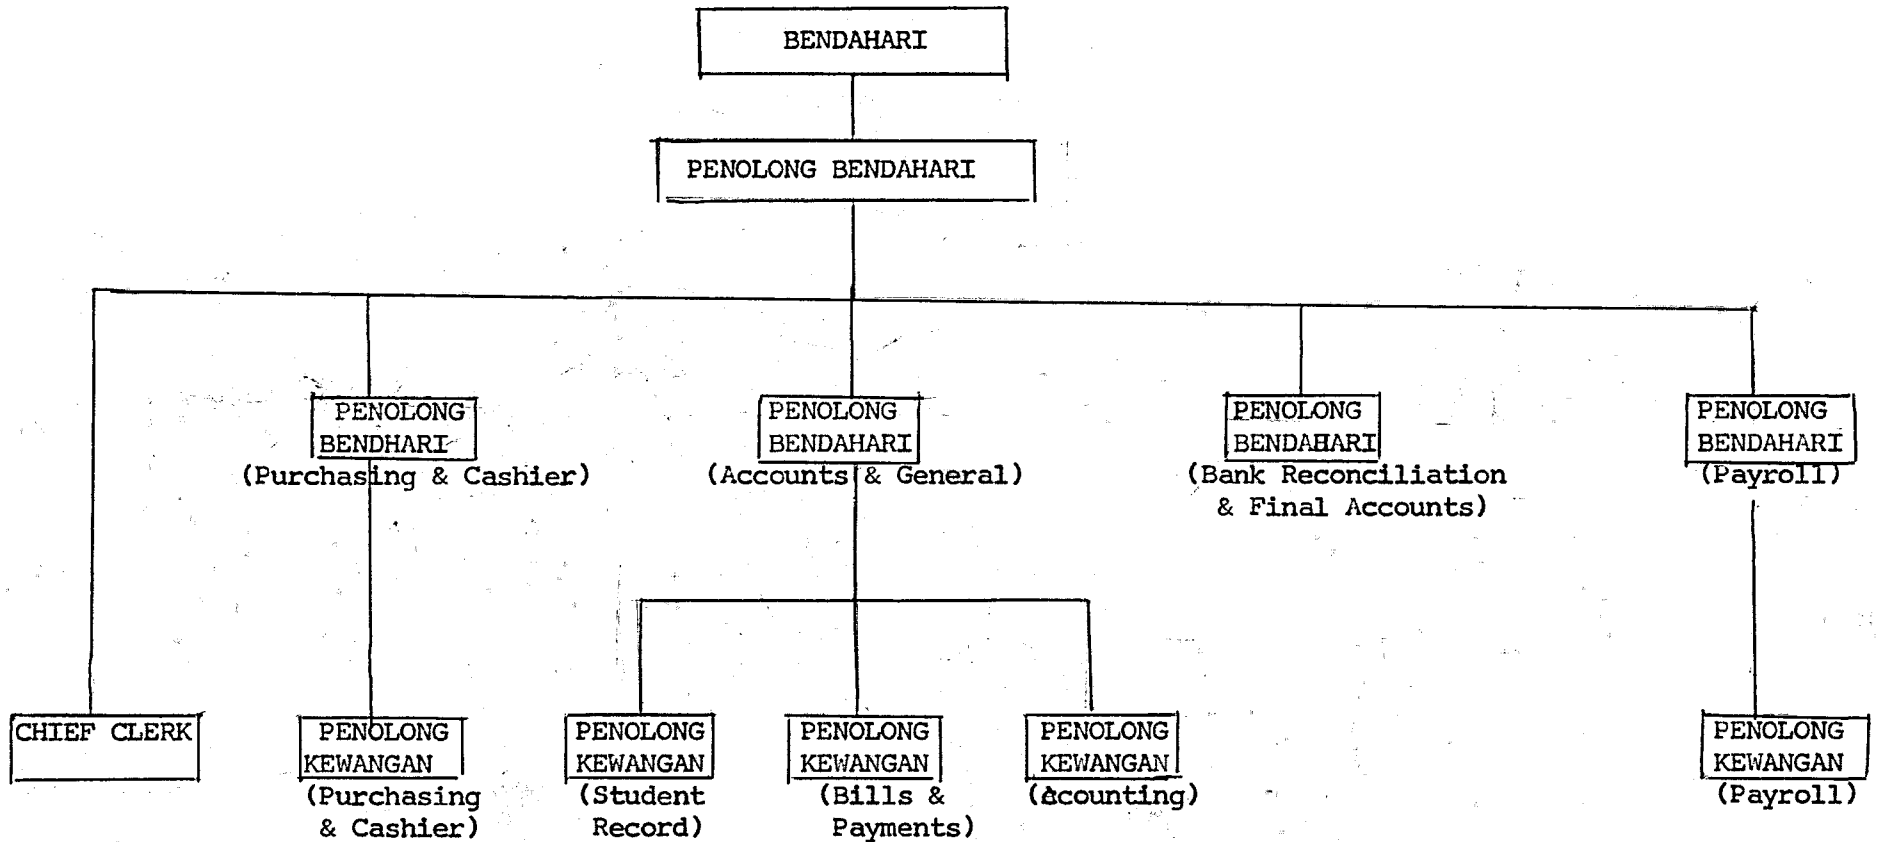 BENDAHARI
PENOLONG BENDAHARI
PENOLONG
BENDHARI
(Purchasing & Cashier)
PENOLONG
BENDAHARI
(Accounts & General)
PENOLONG
BENDAHARI
(Bank Reconciliation
& Final Accounts)
PENOLONG
BENDAHARI
(Payroll)
CHIEF CLERK
PENOLONG
KEWANGAN
(Purchasing
& Cashier)
PENOLONG
KEWANGAN
(Student
Record)
PENOLONG
KEWANGAN
(Bills &
Payments)
PENOLONG
KEWANGAN
(Acounting)
PENOLONG
KEWANGAN
(Payroll)